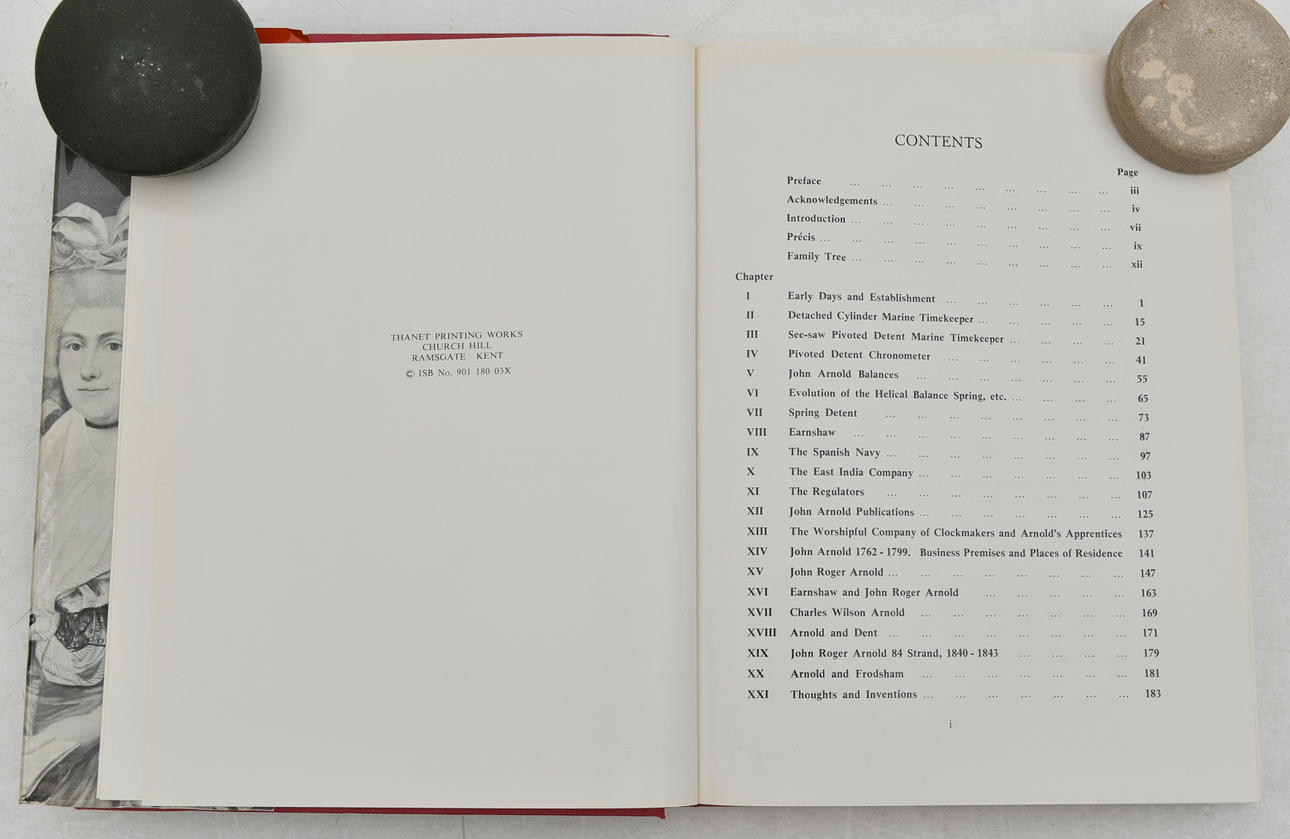 THANET PRINTING WORKS
CHURCH HILL
RAMSGATE KENT
© ISB No. 901 180 05X
CONTENTS
Page
Preface ... ... ... ... ... ... ... ... ... iii
Acknowledgements ... ... ... ... ... ... ... ... iv
Introduction ... ... ... ... ... ... ... ... ... vii
Précis ... ... ... ... ... ... ... ... ... ... ix
Family Tree ... ... ... ... ... ... ... ... ... xii
Chapter
I Early Days and Establishment ... ... ... ... ... ... 1
II Detached Cylinder Marine Timekeeper ... ... ... ... ... 15
III See-saw Pivoted Detent Marine Timekeeper ... ... ... ... 21
IV Pivoted Detent Chronometer ... ... ... ... ... ... 41
V John Arnold Balances ... ... ... ... ... ... ... 55
VI Evolution of the Helical Balance Spring, etc. ... ... ... ... 65
VII Spring Detent ... ... ... ... ... ... ... ... 73
VIII Earnshaw ... ... ... ... ... ... ... ... ... 87
IX The Spanish Navy ... ... ... ... ... ... ... ... 97
X The East India Company ... ... ... ... ... ... ... 103
XI The Regulators ... ... ... ... ... ... ... ... 107
XII John Arnold Publications ... ... ... ... ... ... ... 125
XIII The Worshipful Company of Clockmakers and Arnold's Apprentices 137
XIV John Arnold 1762 - 1799. Business Premises and Places of Residence 141
XV John Roger Arnold ... ... ... ... ... ... ... ... 147
XVI Earnshaw and John Roger Arnold ... ... ... ... ... 163
XVII Charles Wilson Arnold ... ... ... ... ... ... ... 169
XVIII Arnold and Dent ... ... ... ... ... ... ... ... 171
XIX John Roger Arnold 84 Strand, 1840 - 1843 ... ... ... ... 179
XX Arnold and Frodsham ... ... ... ... ... ... ... 181
XXI Thoughts and Inventions ... ... ... ... ... ... ... 183
i